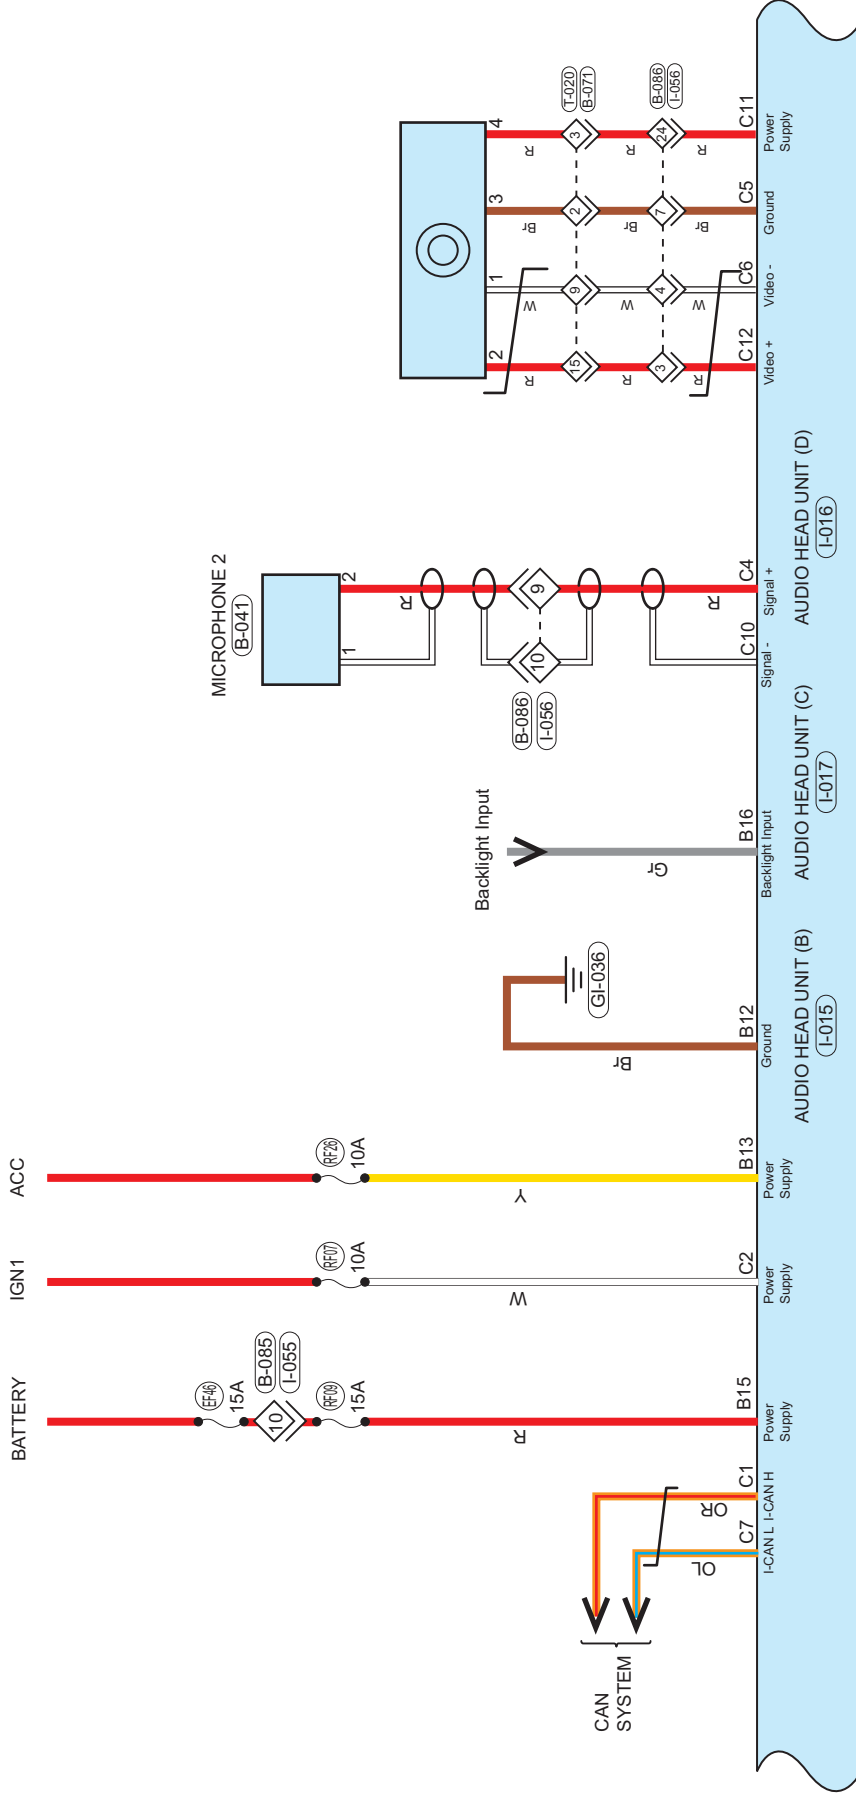 BATTERY
IGN1
ACC
EF46
15A
10
B-085
I-055
RF09
15A
RF07
10A
RF26
10A
R
W
Y
CAN
SYSTEM
OL
OR
Br
GI-036
Backlight Input
Gr
MICROPHONE 2
B-041
1
2
R
B-086
I-056
10
9
R
2
1
3
4
R
W
Br
R
15
9
2
3
T-020
B-071
R
W
Br
R
3
4
7
24
B-086
I-056
R
W
Br
R
C7
C1
B15
C2
B13
B12
B16
C10
C4
C12
C6
C5
C11
I-CAN L
I-CAN H
Power
Supply
Power
Supply
Power
Supply
Ground
Backlight Input
Signal -
Signal +
Video +
Video -
Ground
Power
Supply
AUDIO HEAD UNIT (B)
I-015
AUDIO HEAD UNIT (C)
I-017
AUDIO HEAD UNIT (D)
I-016